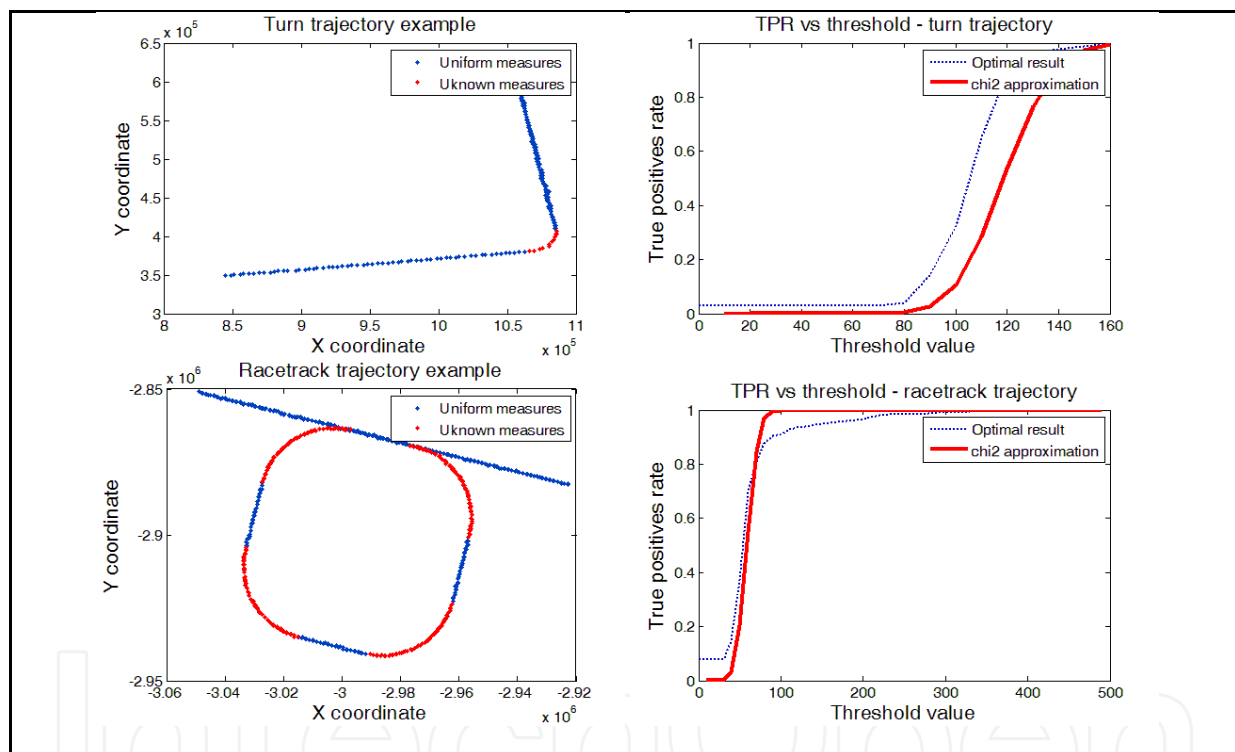 Turn trajectory example
x 10^5
6.5
6
5.5
5
4.5
4
3.5
3
Y coordinate
Uniform measures
Uknown measures
8
8.5
9
9.5
10
10.5
11
X coordinate
x 10^5
TPR vs threshold - turn trajectory
1
0.8
0.6
0.4
0.2
0
True positives rate
Optimal result
chi2 approximation
0
20
40
60
80
100
120
140
160
Threshold value
Racetrack trajectory example
x 10^6
-2.85
-2.9
-2.95
Y coordinate
Uniform measures
Uknown measures
-3.06
-3.04
-3.02
-3
-2.98
-2.96
-2.94
-2.92
X coordinate
x 10^6
TPR vs threshold - racetrack trajectory
1
0.8
0.6
0.4
0.2
0
True positives rate
Optimal result
chi2 approximation
0
100
200
300
400
500
Threshold value